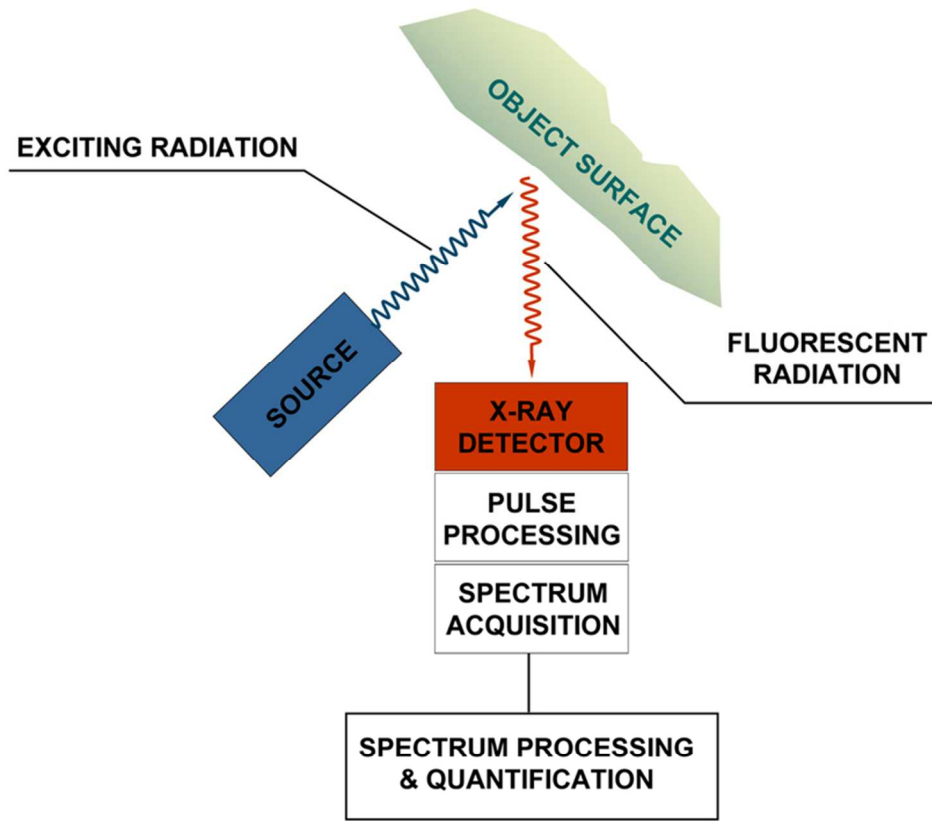 OBJECT SURFACE
EXCITING RADIATION
SOURCE
FLUORESCENT
RADIATION
X-RAY
DETECTOR
PULSE
PROCESSING
SPECTRUM
ACQUISITION
SPECTRUM PROCESSING
& QUANTIFICATION